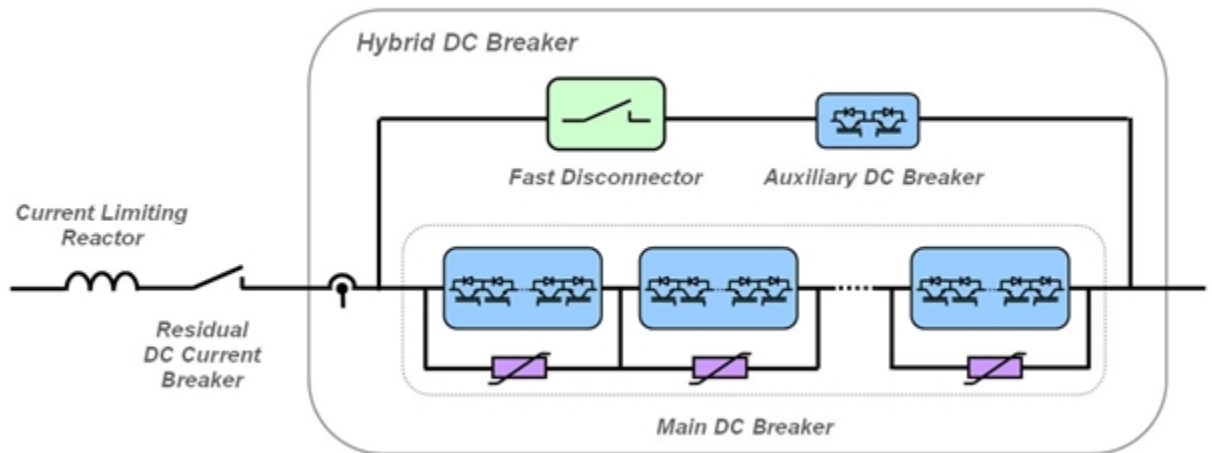 Hybrid DC Breaker
Fast Disconnector
Auxiliary DC Breaker
Current Limiting
Reactor
Residual
DC Current
Breaker
Main DC Breaker